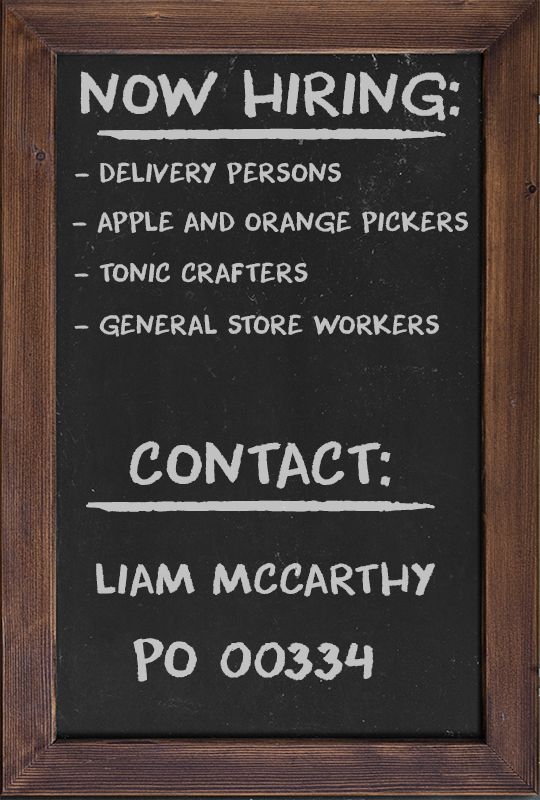 NOW HIRING:
- DELIVERY PERSONS
- APPLE AND ORANGE PICKERS
- TONIC CRAFTERS
- GENERAL STORE WORKERS
CONTACT:
LIAM MCCARTHY
PO 00334